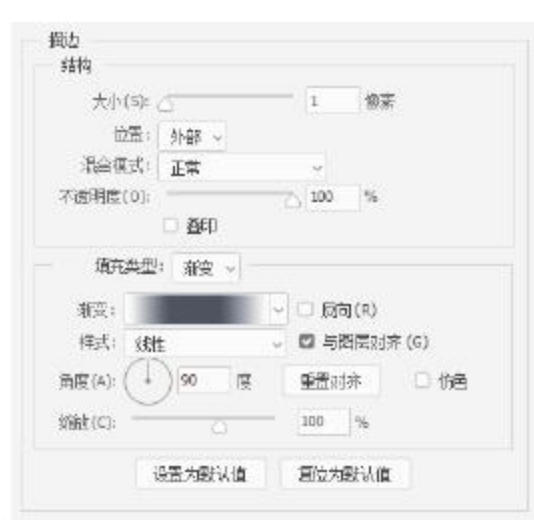 描边
结构
大小(S): 1 像素
位置: 外部
混合模式: 正常
不透明度(O): 100 %
叠印
填充类型: 渐变
渐变: 反向(R)
样式: 线性 与图层对齐(G)
角度(A): 90 度 重置对齐 仿色
缩放(C): 100 %
设置为默认值 复位为默认值